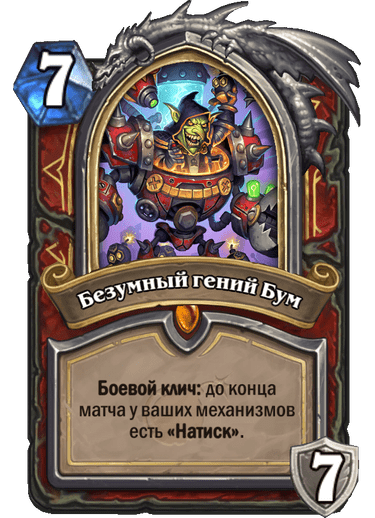 7
Безумный гений Бум
Боевой клич: до конца
матча у ваших механизмов
есть «Натиск».
7